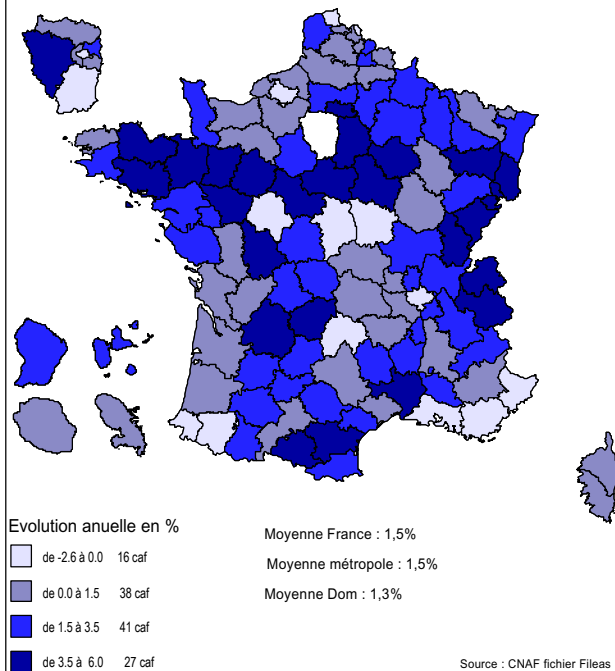 Evolution anuelle en %
de -2.6 à 0.0 16 caf
de 0.0 à 1.5 38 caf
de 1.5 à 3.5 41 caf
de 3.5 à 6.0 27 caf
Moyenne France : 1,5%
Moyenne métropole : 1,5%
Moyenne Dom : 1,3%
Source : CNAF fichier Fileas